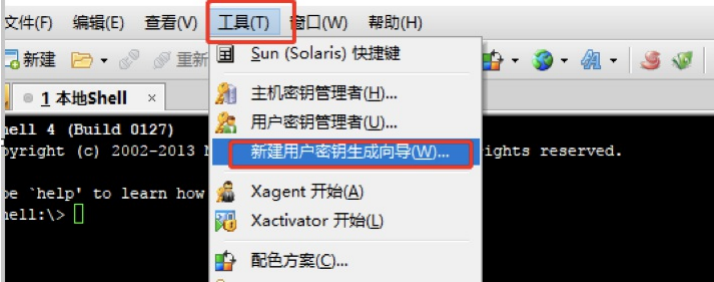 文件(F) 编辑(E) 查看(V) 工具(T) 窗口(W) 帮助(H)
新建 重新
Sun (Solaris) 快捷键
1 本地Shell ×
主机密钥管理者(H)...
用户密钥管理者(U)...
hell 4 (Build 0127)
新建用户密钥生成向导(W)...
pyright (c) 2002-2013 ights reserved.
pe `help' to learn how
Xagent 开始(A)
hell:\>
Xactivator 开始(L)
配色方案(C)...